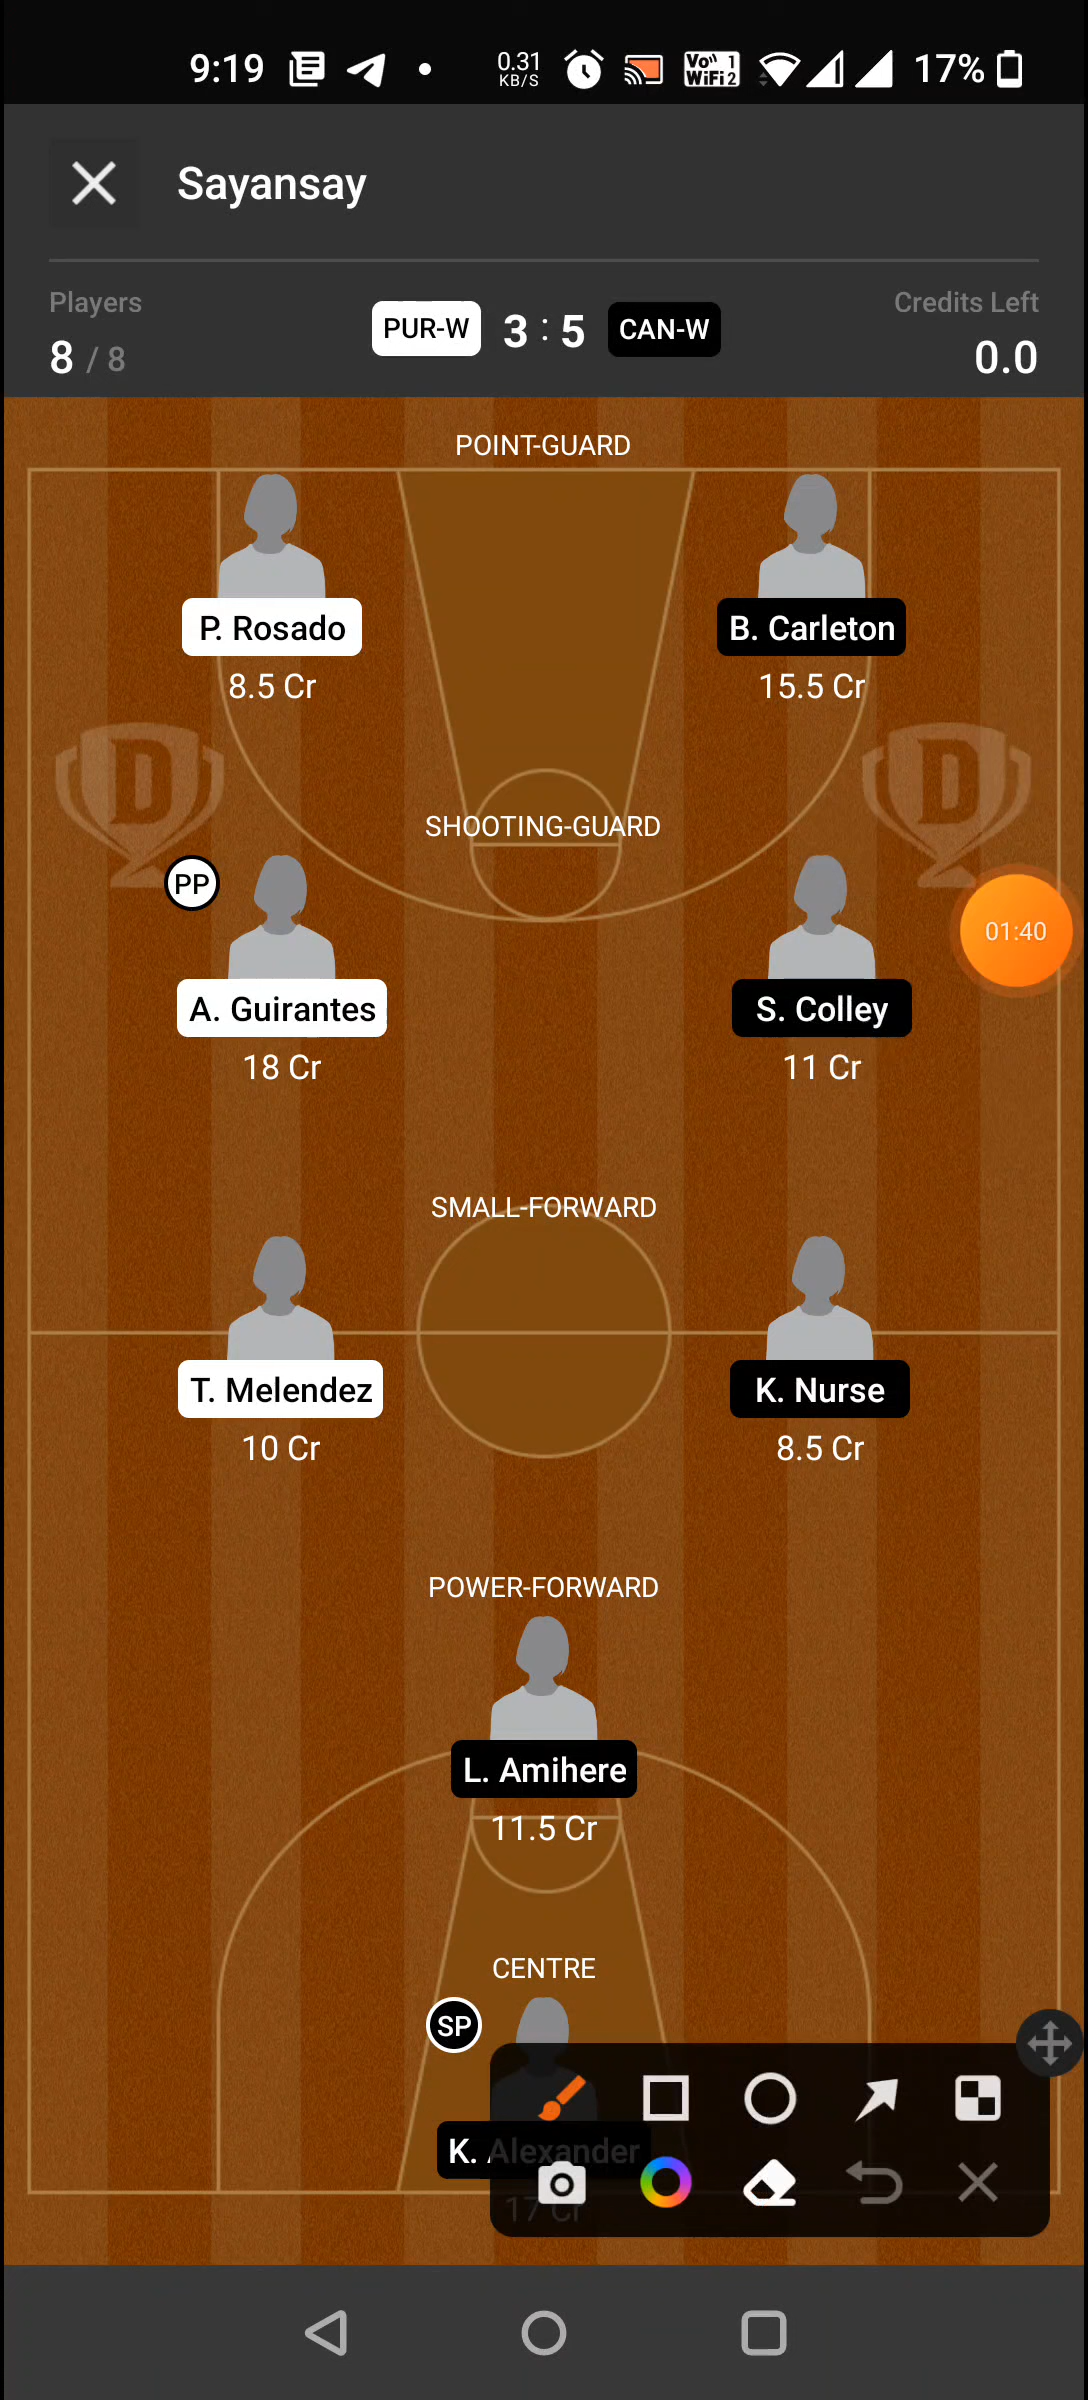 9:19
0.31 KB/S
Vo 1 WiFi 2
17%
Sayansay
Players
8 / 8
PUR-W 3 : 5 CAN-W
Credits Left
0.0
POINT-GUARD
P. Rosado
8.5 Cr
B. Carleton
15.5 Cr
D
D
SHOOTING-GUARD
PP
A. Guirantes
18 Cr
S. Colley
11 Cr
01:40
SMALL-FORWARD
T. Melendez
10 Cr
K. Nurse
8.5 Cr
POWER-FORWARD
L. Amihere
11.5 Cr
CENTRE
SP
K. Alexander
17 Cr